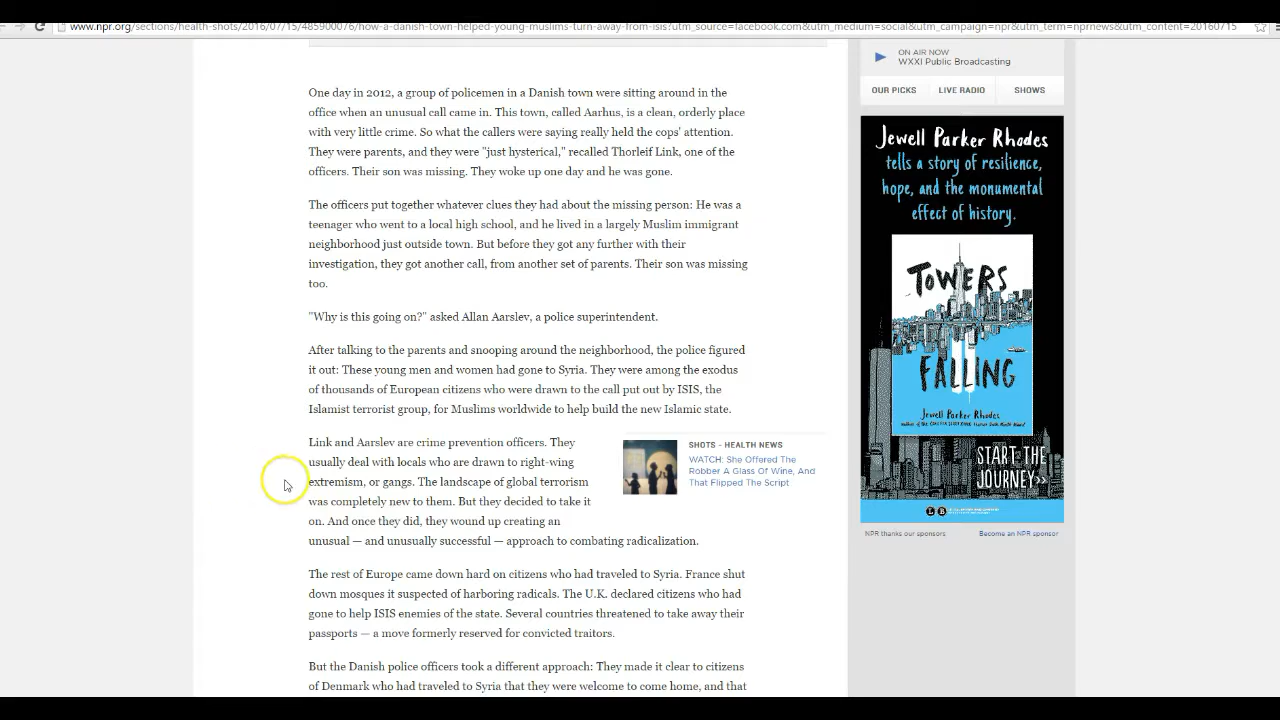 www.npr.org/sections/health-shots/2016/07/15/485900076/how-a-danish-town-helped-young-muslims-turn-away-from-isis?utm_source=facebook.com&utm_medium=social&utm_campaign=npr&utm_term=nprnews&utm_content=20160715
One day in 2012, a group of policemen in a Danish town were sitting around in the
office when an unusual call came in. This town, called Aarhus, is a clean, orderly place
with very little crime. So what the callers were saying really held the cops' attention.
They were parents, and they were "just hysterical," recalled Thorleif Link, one of the
officers. Their son was missing. They woke up one day and he was gone.
The officers put together whatever clues they had about the missing person: He was a
teenager who went to a local high school, and he lived in a largely Muslim immigrant
neighborhood just outside town. But before they got any further with their
investigation, they got another call, from another set of parents. Their son was missing
too.
"Why is this going on?" asked Allan Aarslev, a police superintendent.
After talking to the parents and snooping around the neighborhood, the police figured
it out: These young men and women had gone to Syria. They were among the exodus
of thousands of European citizens who were drawn to the call put out by ISIS, the
Islamist terrorist group, for Muslims worldwide to help build the new Islamic state.
Link and Aarslev are crime prevention officers. They
usually deal with locals who are drawn to right-wing
extremism, or gangs. The landscape of global terrorism
was completely new to them. But they decided to take it
on. And once they did, they wound up creating an
unusual — and unusually successful — approach to combating radicalization.
SHOTS - HEALTH NEWS
WATCH: She Offered The
Robber A Glass Of Wine, And
That Flipped The Script
The rest of Europe came down hard on citizens who had traveled to Syria. France shut
down mosques it suspected of harboring radicals. The U.K. declared citizens who had
gone to help ISIS enemies of the state. Several countries threatened to take away their
passports — a move formerly reserved for convicted traitors.
But the Danish police officers took a different approach: They made it clear to citizens
of Denmark who had traveled to Syria that they were welcome to come home, and that
ON AIR NOW
WXXI Public Broadcasting
OUR PICKS
LIVE RADIO
SHOWS
Jewell Parker Rhodes
tells a story of resilience,
hope, and the monumental
effect of history.
TOWERS
FALLING
Jewell Parker Rhodes
START THE
JOURNEY>>
LB
NPR thanks our sponsors
Become an NPR sponsor